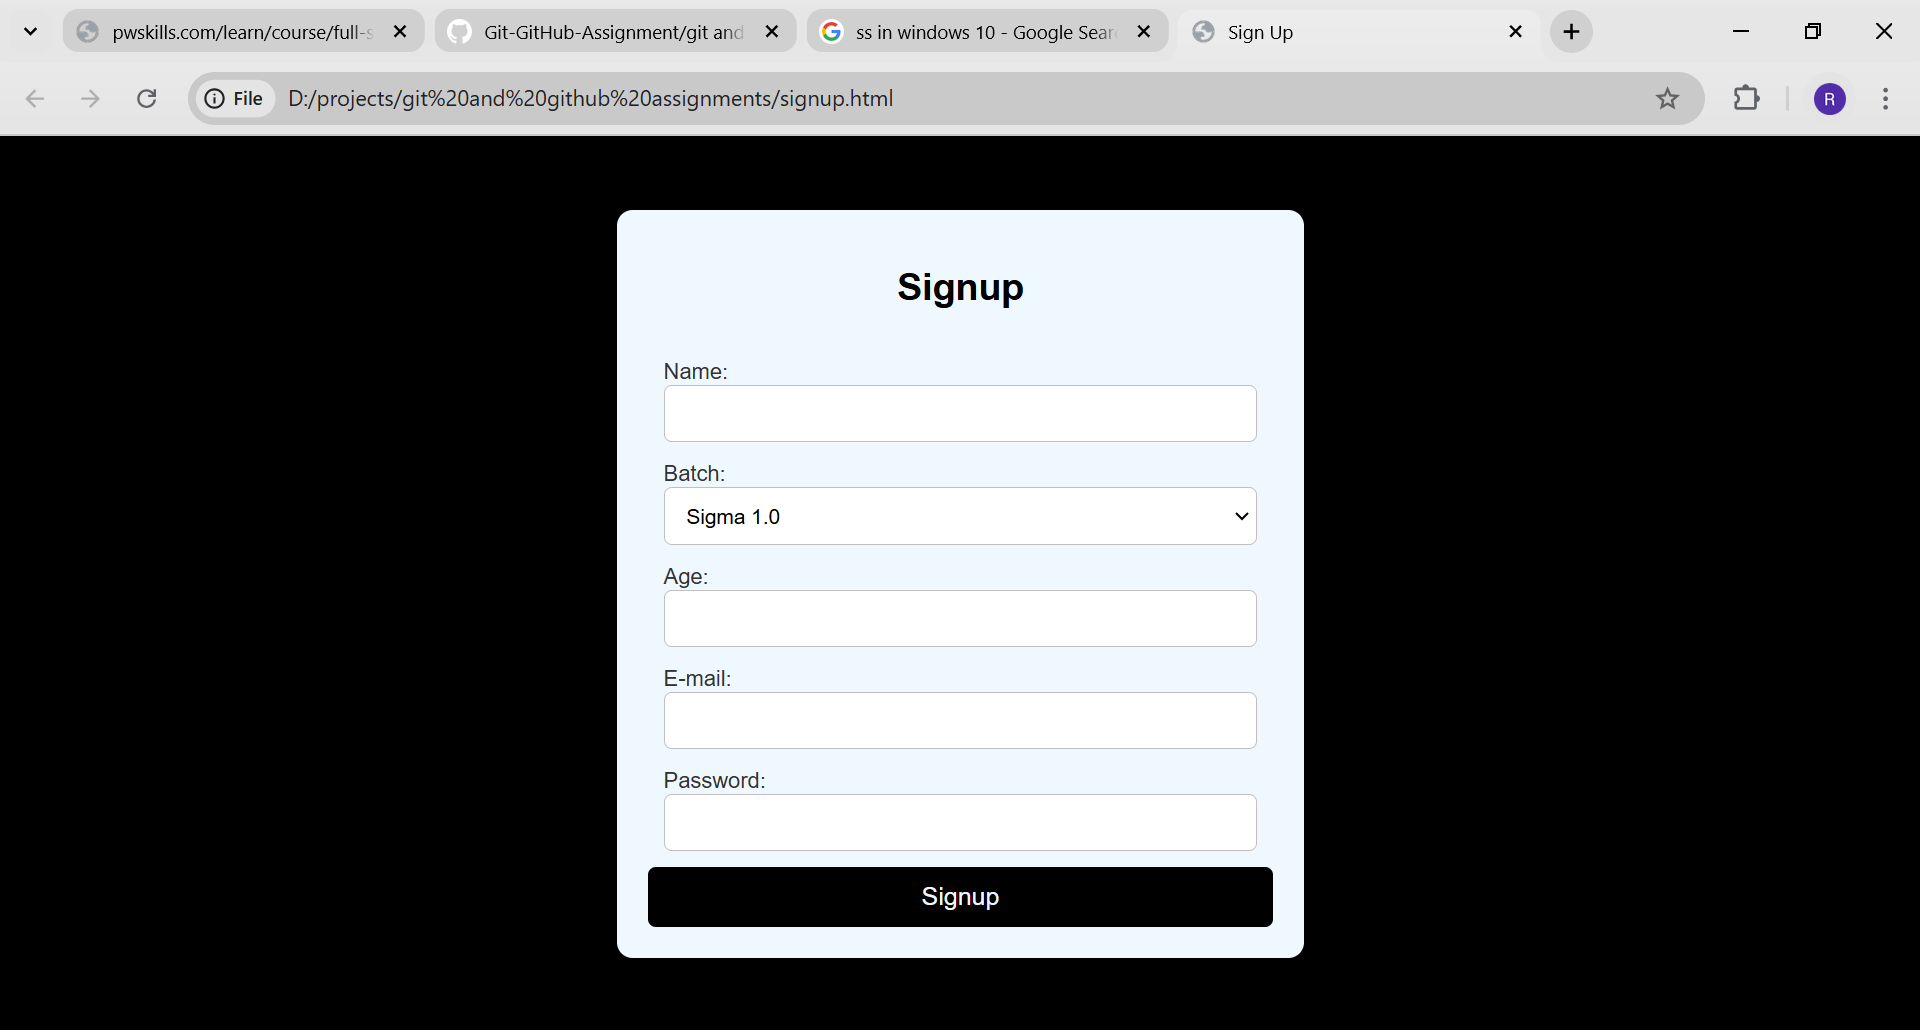 pwskills.com/learn/course/full-s
Git-GitHub-Assignment/git and
ss in windows 10 - Google Sear
Sign Up
File
D:/projects/git%20and%20github%20assignments/signup.html
R
Signup
Name:
Batch:
Sigma 1.0
Age:
E-mail:
Password:
Signup